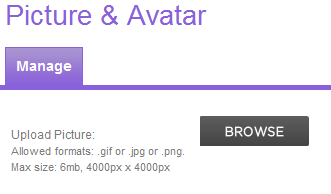 Picture & Avatar
Manage
Upload Picture:
BROWSE
Allowed formats: .gif or .jpg or .png.
Max size: 6mb, 4000px x 4000px